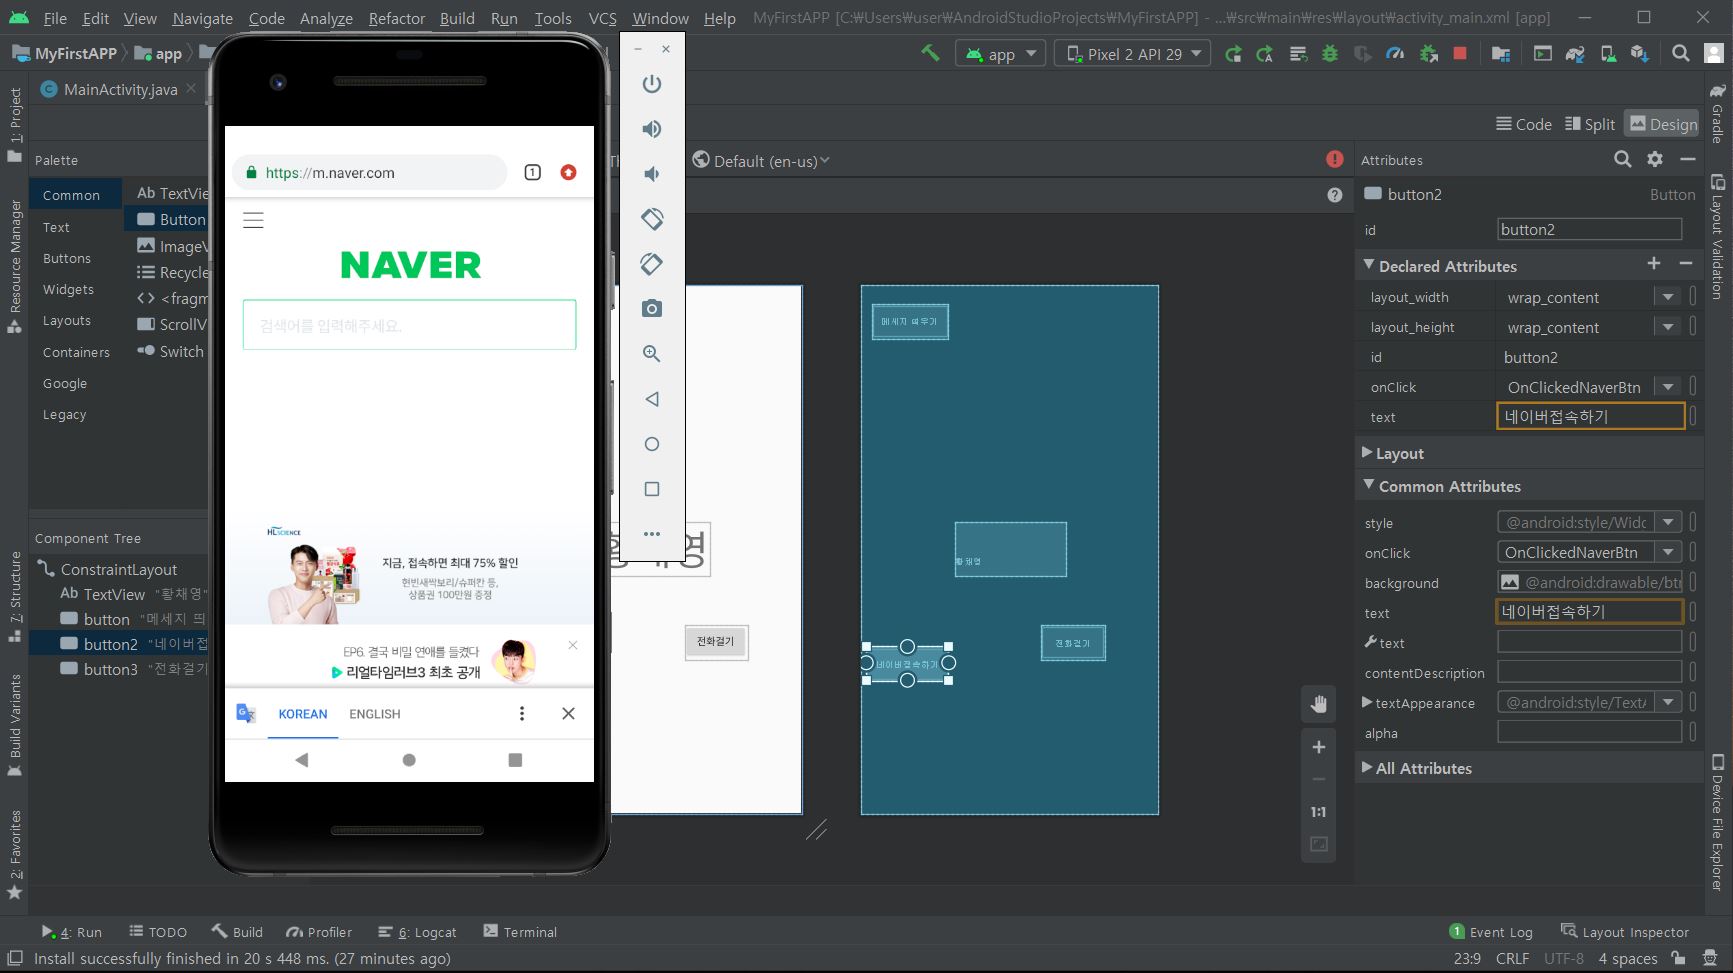 File Edit View Navigate Code Analyze Refactor Build Run Tools VCS Window Help MyFirstAPP [C:₩Users₩user₩AndroidStudioProjects₩MyFirstAPP] - ...₩src₩main₩res₩layout₩activity_main.xml [app]
MyFirstAPP app
app
Pixel 2 API 29
MainActivity.java
Code Split Design
Palette
Default (en-us)
Attributes
Common
Text
Buttons
Widgets
Layouts
Containers
Google
Legacy
Ab TextVie
Button
ImageV
Recycle
<> <fragm
ScrollV
Switch
https://m.naver.com
1
NAVER
검색어를 입력해주세요.
HLSCIENCE
지금, 접속하면 최대 75% 할인
현빈새싹보리/슈퍼칸 등,
상품권 100만원 증정
EP6. 결국 비밀 연애를 들켰다
리얼타임러브3 최초 공개
KOREAN ENGLISH
전화걸기
메세지 띄우기
황채영
전화걸기
네이버접속하기
1:1
Component Tree
ConstraintLayout
Ab TextView "황채영"
button "메세지 띄
button2 "네이버접
button3 "전화걸기
button2 Button
id button2
Declared Attributes
layout_width wrap_content
layout_height wrap_content
id button2
onClick OnClickedNaverBtn
text 네이버접속하기
Layout
Common Attributes
style @android:style/Widg
onClick OnClickedNaverBtn
background @android:drawable/btn
text 네이버접속하기
text
contentDescription
textAppearance @android:style/TextA
alpha
All Attributes
1: Project
Resource Manager
7: Structure
Build Variants
2: Favorites
Gradle
Layout Validation
Device File Explorer
4: Run TODO Build Profiler 6: Logcat Terminal
1 Event Log Layout Inspector
Install successfully finished in 20 s 448 ms. (27 minutes ago)
23:9 CRLF UTF-8 4 spaces